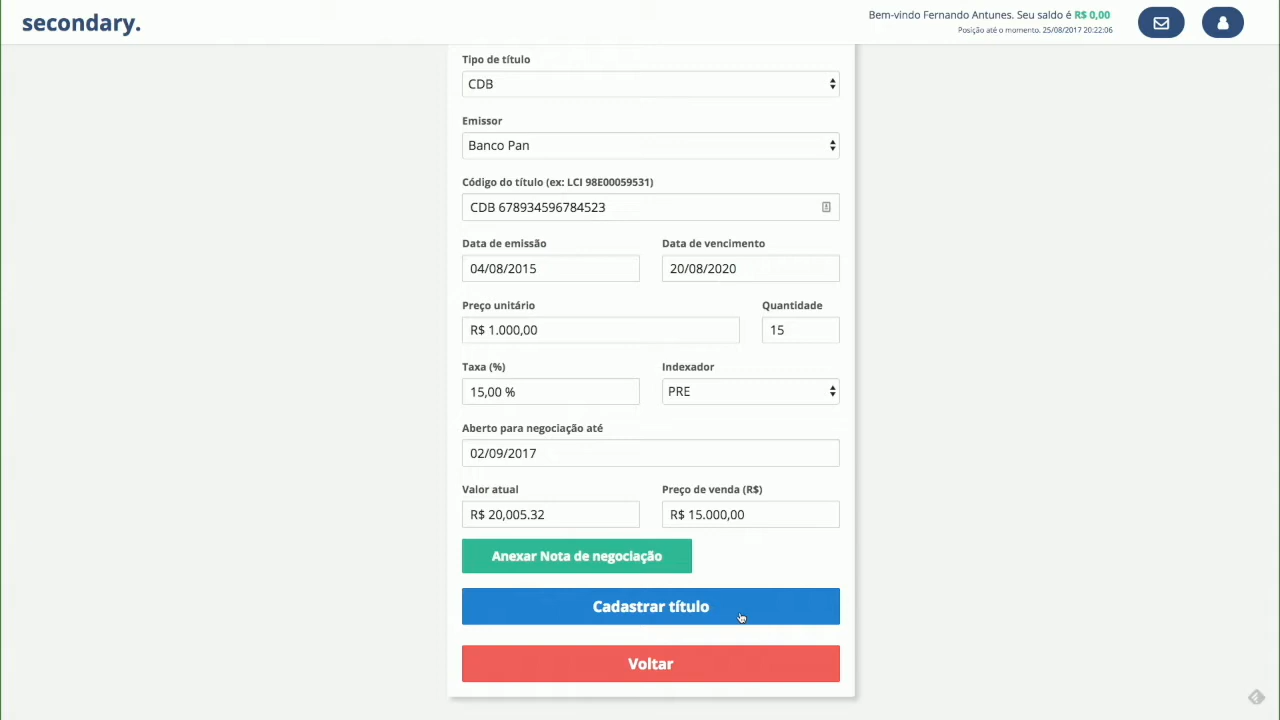 secondary.
Bem-vindo Fernando Antunes. Seu saldo é R$ 0,00
Posição até o momento. 25/08/2017 20:22:06
Tipo de título
CDB
Emissor
Banco Pan
Código do título (ex: LCI 98E00059531)
CDB 678934596784523
Data de emissão Data de vencimento
04/08/2015 20/08/2020
Preço unitário Quantidade
R$ 1.000,00 15
Taxa (%) Indexador
15,00 % PRE
Aberto para negociação até
02/09/2017
Valor atual Preço de venda (R$)
R$ 20,005.32 R$ 15.000,00
Anexar Nota de negociação
Cadastrar título
Voltar